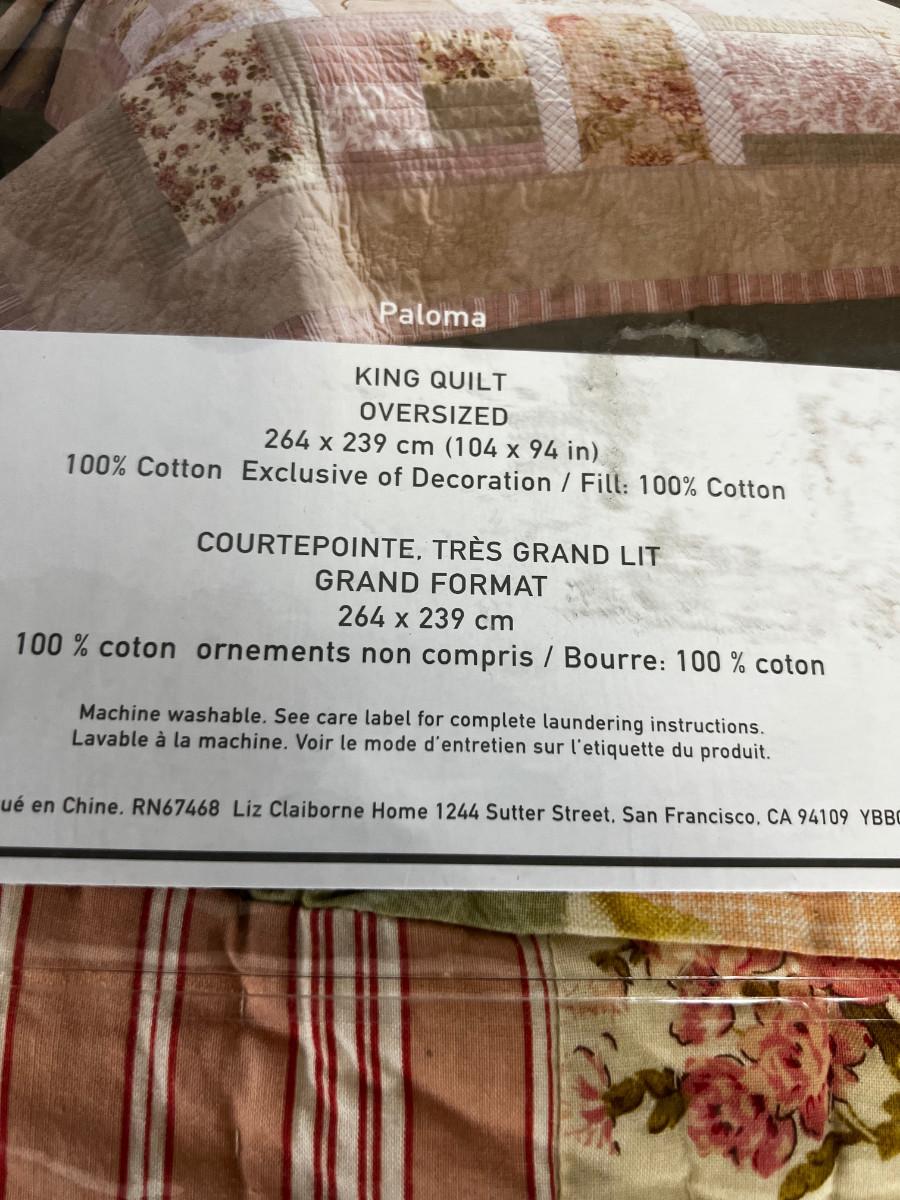 Paloma
KING QUILT
OVERSIZED
264 x 239 cm (104 x 94 in)
100% Cotton Exclusive of Decoration / Fill: 100% Cotton
COURTEPOINTE, TRÈS GRAND LIT
GRAND FORMAT
264 x 239 cm
100 % coton ornements non compris / Bourre: 100 % coton
Machine washable. See care label for complete laundering instructions.
Lavable à la machine. Voir le mode d'entretien sur l'etiquette du produit.
ué en Chine. RN67468 Liz Claiborne Home 1244 Sutter Street, San Francisco, CA 94109 YBB